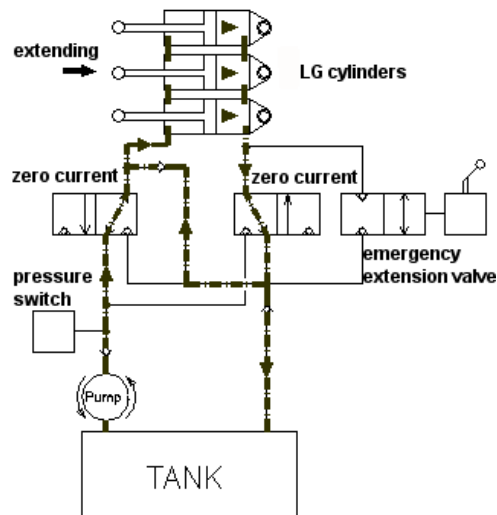 extending
LG cylinders
zero current
zero current
emergency
extension valve
pressure
switch
Pump
TANK